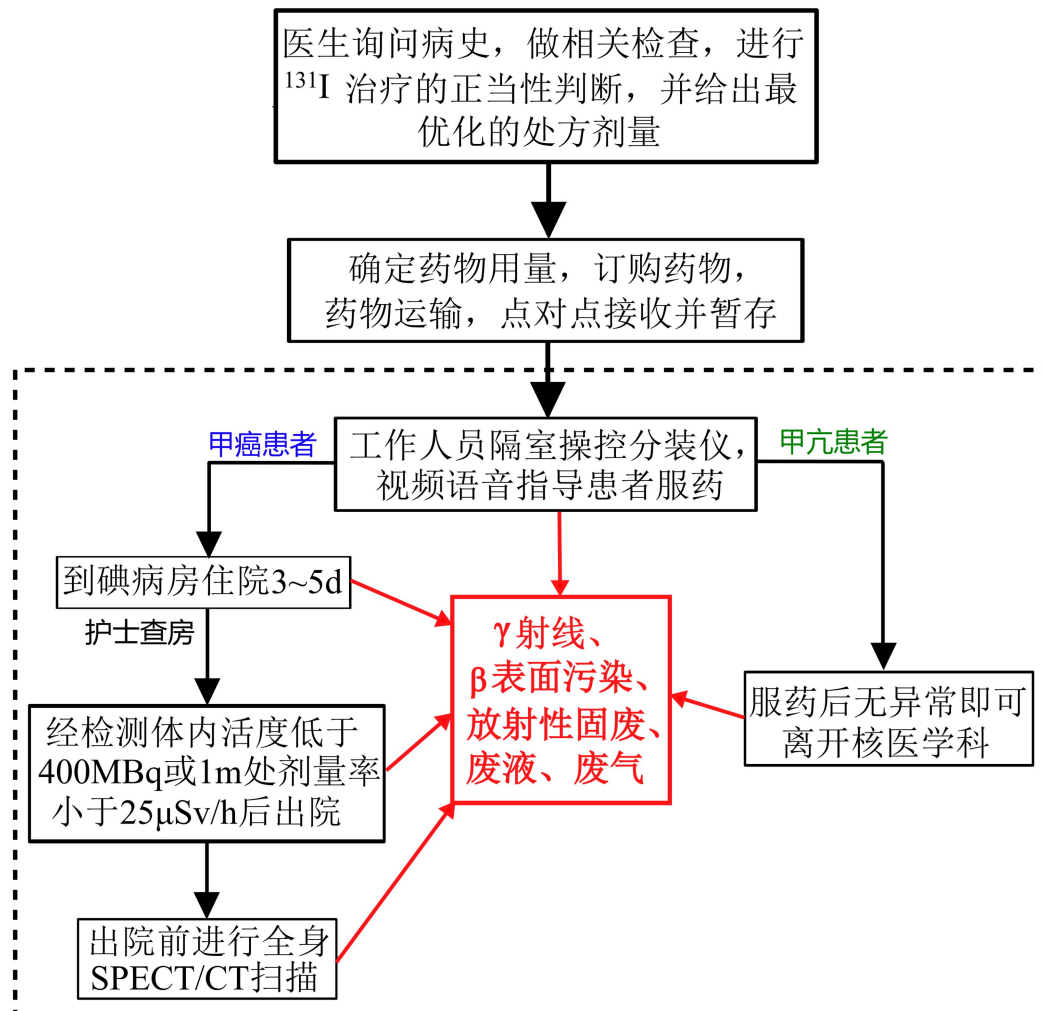 医生询问病史，做相关检查，进行
¹³¹I 治疗的正当性判断，并给出最
优化的处方剂量
确定药物用量，订购药物，
药物运输，点对点接收并暂存
甲癌患者
工作人员隔室操控分装仪，
视频语音指导患者服药
甲亢患者
到碘病房住院3~5d
护士查房
γ射线、
β表面污染、
放射性固废、
废液、废气
服药后无异常即可
离开核医学科
经检测体内活度低于
400MBq或1m处剂量率
小于25μSv/h后出院
出院前进行全身
SPECT/CT扫描